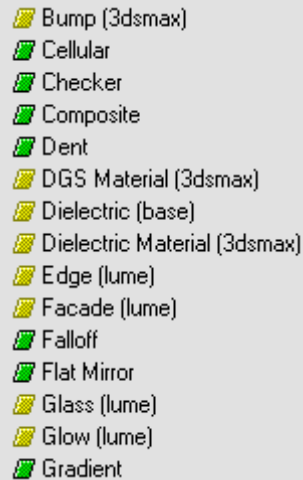 Bump (3dsmax)
Cellular
Checker
Composite
Dent
DGS Material (3dsmax)
Dielectric (base)
Dielectric Material (3dsmax)
Edge (lume)
Facade (lume)
Falloff
Flat Mirror
Glass (lume)
Glow (lume)
Gradient